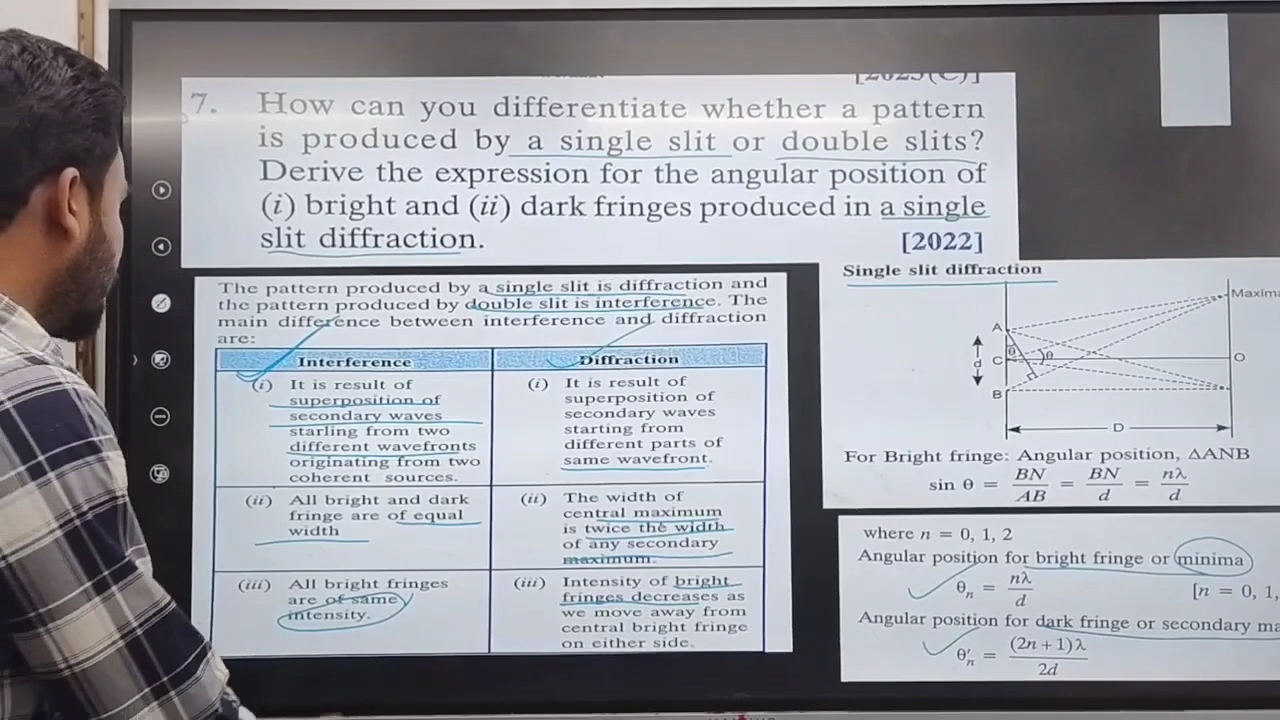 7. How can you differentiate whether a pattern
is produced by a single slit or double slits?
Derive the expression for the angular position of
(i) bright and (ii) dark fringes produced in a single
slit diffraction. [2022]
The pattern produced by a single slit is diffraction and
the pattern produced by double slit is interference. The
main difference between interference and diffraction
are:
Interference
(i) It is result of
superposition of
secondary waves
starling from two
different wavefronts
originating from two
coherent sources.
(ii) All bright and dark
fringe are of equal
width
(iii) All bright fringes
are of same
intensity.
Diffraction
(i) It is result of
superposition of
secondary waves
starting from
different parts of
same wavefront.
(ii) The width of
central maximum
is twice the width
of any secondary
maximum.
(iii) Intensity of bright
fringes decreases as
we move away from
central bright fringe
on either side.
Single slit diffraction
Maxima
A
θ
C θ O
d
B
D
For Bright fringe: Angular position, ΔANB
sin θ = BN/AB = BN/d = nλ/d
where n = 0, 1, 2
Angular position for bright fringe or minima
θₙ = nλ/d [n = 0, 1,
Angular position for dark fringe or secondary ma
θ′ₙ = (2n + 1)λ/2d